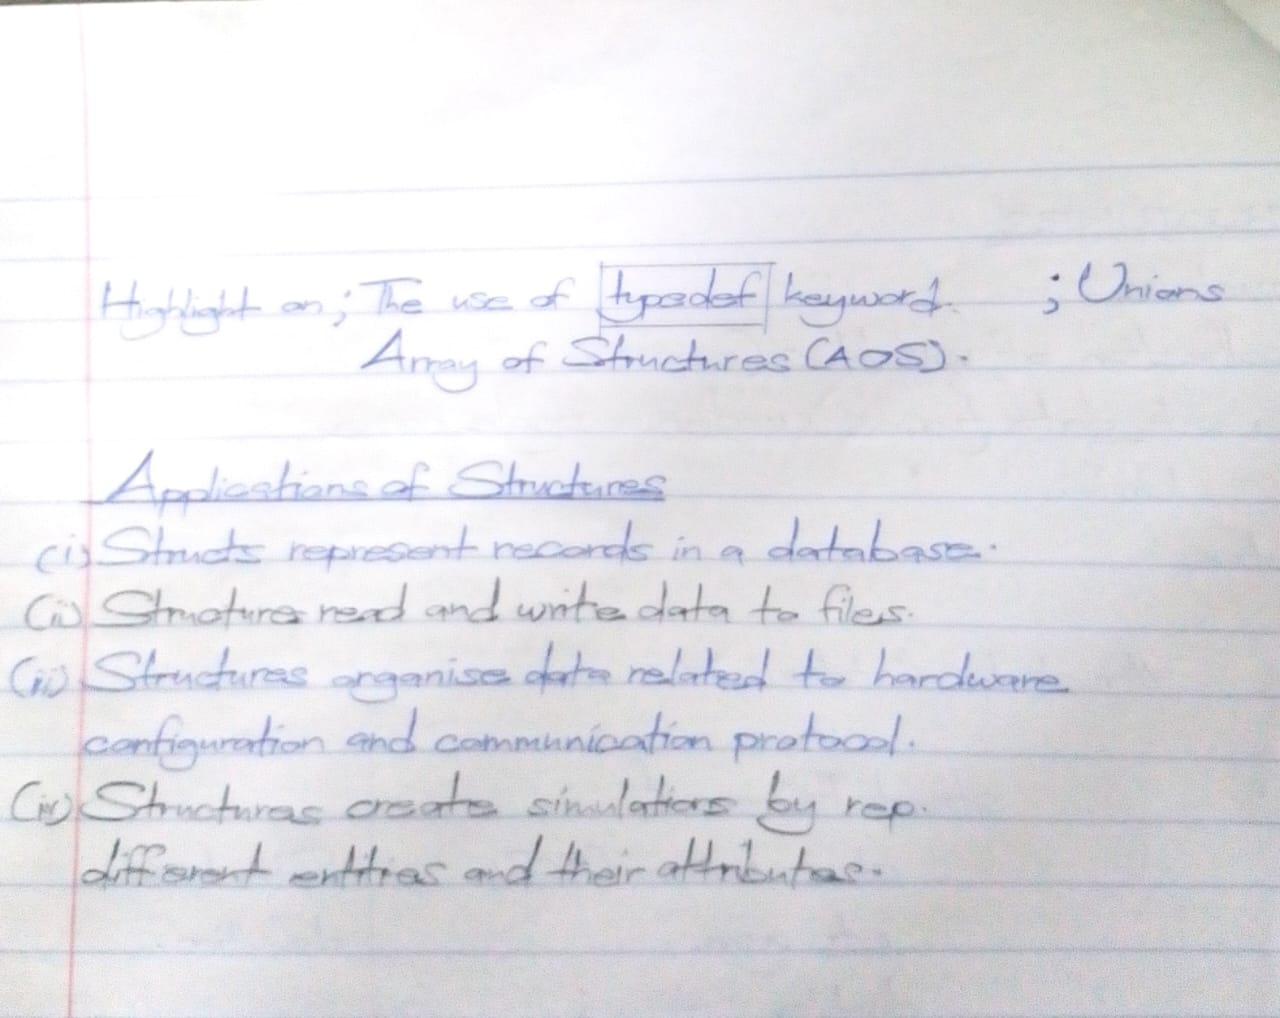 Highlight on; The use of typedef keyword. ; Unions
Array of Structures (AOS).
Applications of Structures
(i) Structs represent records in a database.
(ii) Structures read and write data to files.
(iii) Structures organise data related to hardware
configuration and communication protocol.
(iv) Structures create simulations by rep.
different entities and their attributes.